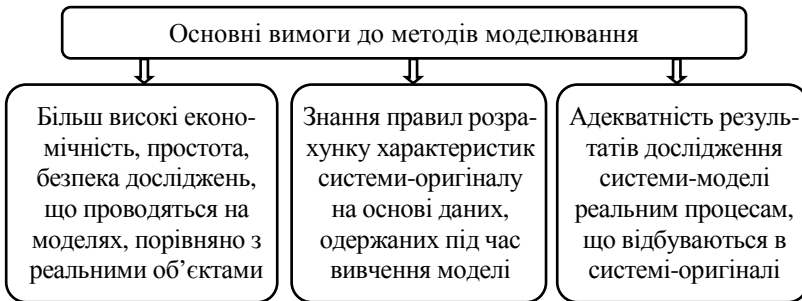 Основні вимоги до методів моделювання
Більш високі еконо-
мічність, простота,
безпека досліджень,
що проводяться на
моделях, порівняно з
реальними об’єктами
Знання правил розра-
хунку характеристик
системи-оригіналу
на основі даних,
одержаних під час
вивчення моделі
Адекватність резуль-
татів дослідження
системи-моделі
реальним процесам,
що відбуваються в
системі-оригіналі